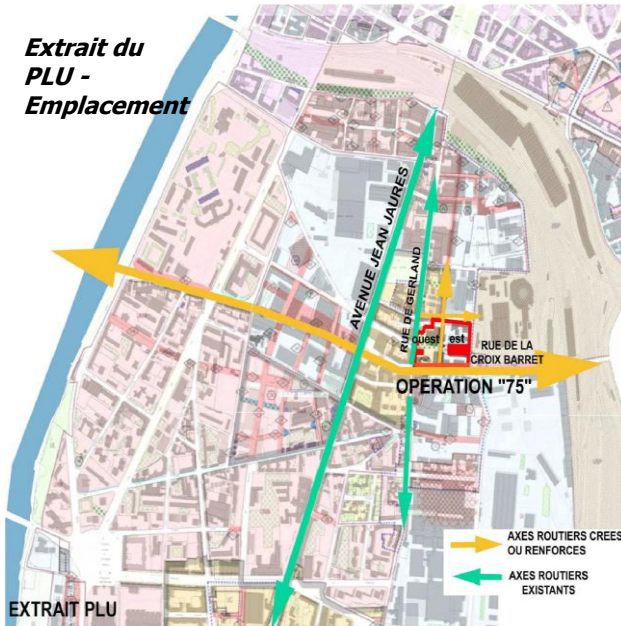 Extrait du
PLU -
Emplacement
AVENUE JEAN JAURES
RUE DE GERLAND
ouest
est
RUE DE LA
CROIX BARRET
OPERATION "75"
AXES ROUTIERS CREES
OU RENFORCES
AXES ROUTIERS
EXISTANTS
EXTRAIT PLU